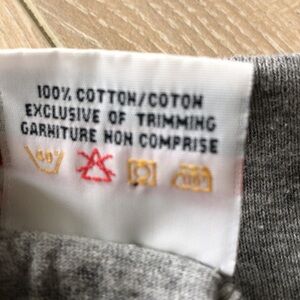 100% COTTON/COTON
EXCLUSIVE OF TRIMMING
GARNITURE NON COMPRISE